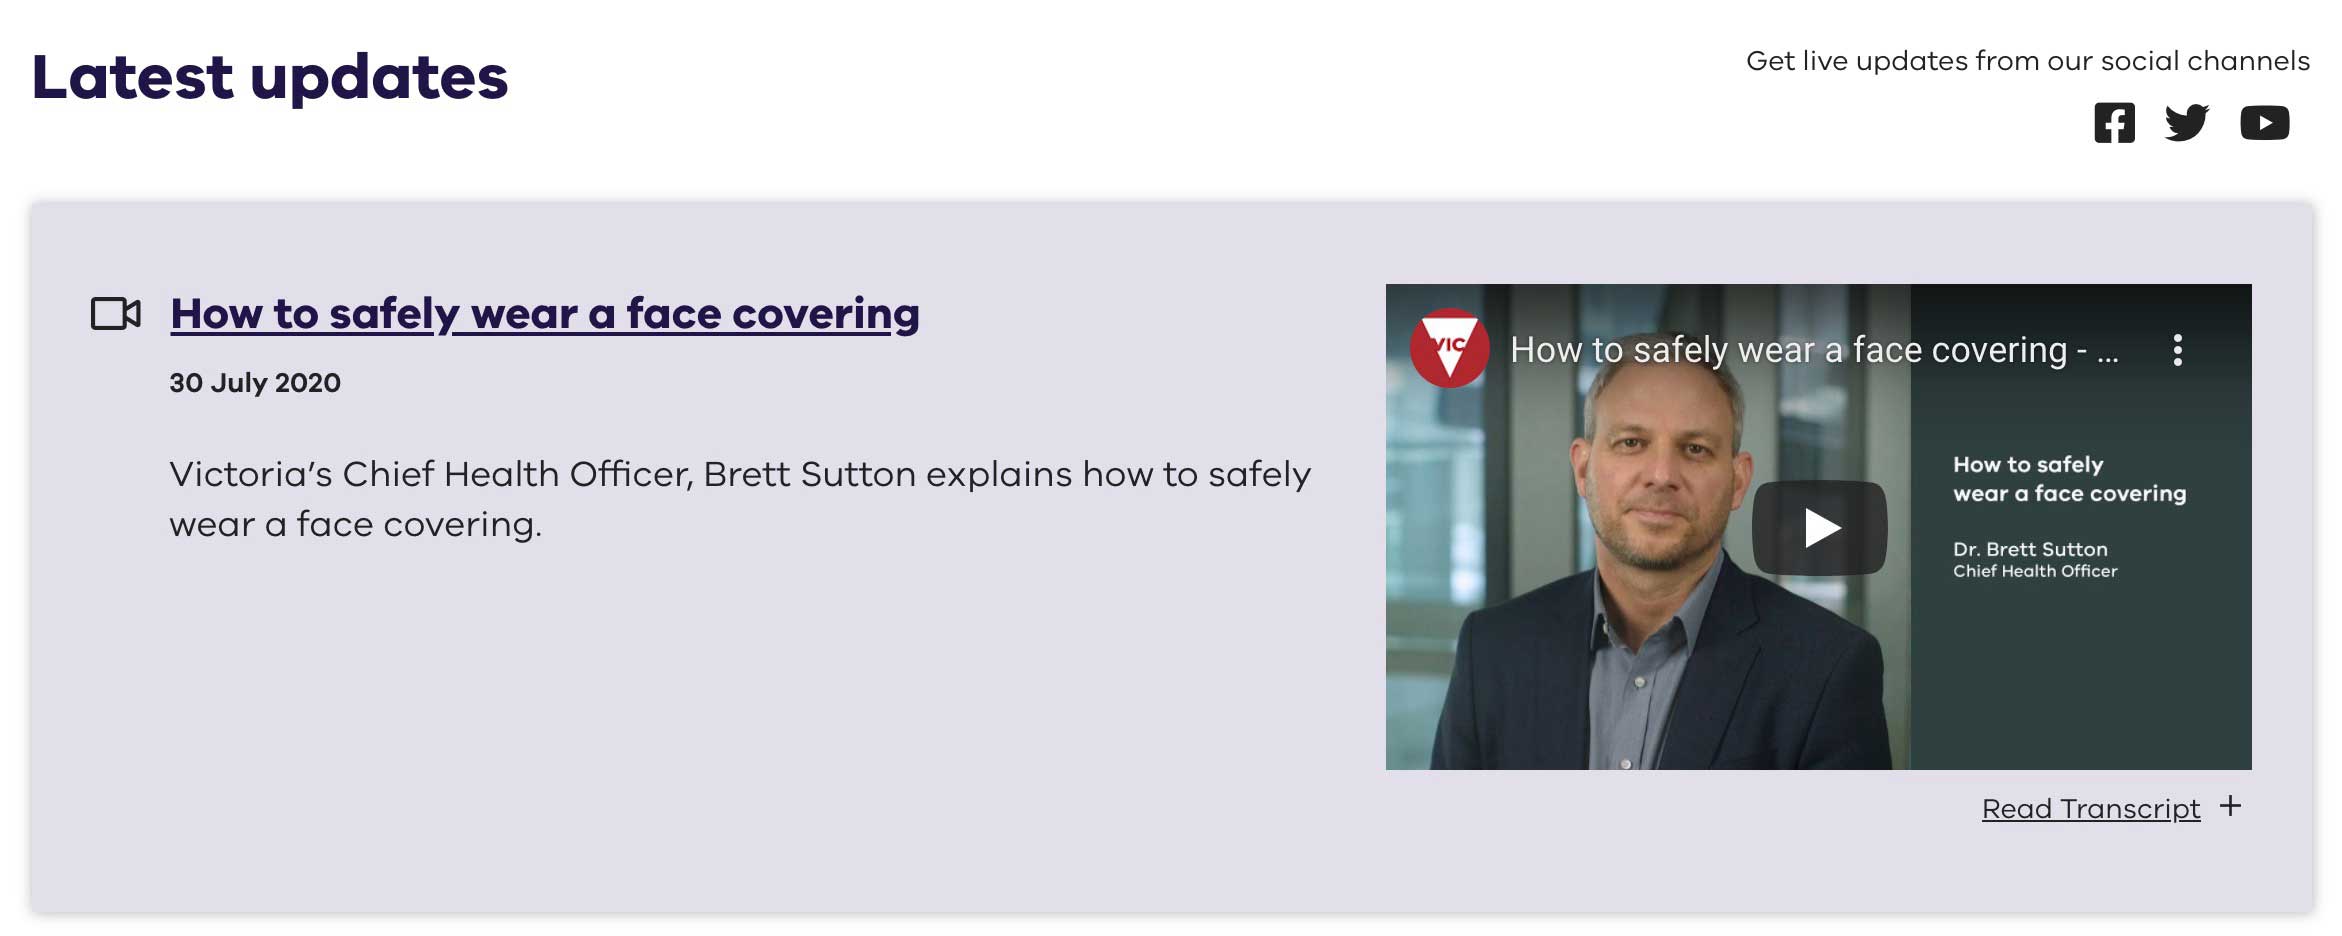 Latest updates
Get live updates from our social channels
How to safely wear a face covering
30 July 2020
Victoria’s Chief Health Officer, Brett Sutton explains how to safely
wear a face covering.
VIC
How to safely wear a face covering - ...
How to safely
wear a face covering
Dr. Brett Sutton
Chief Health Officer
Read Transcript +